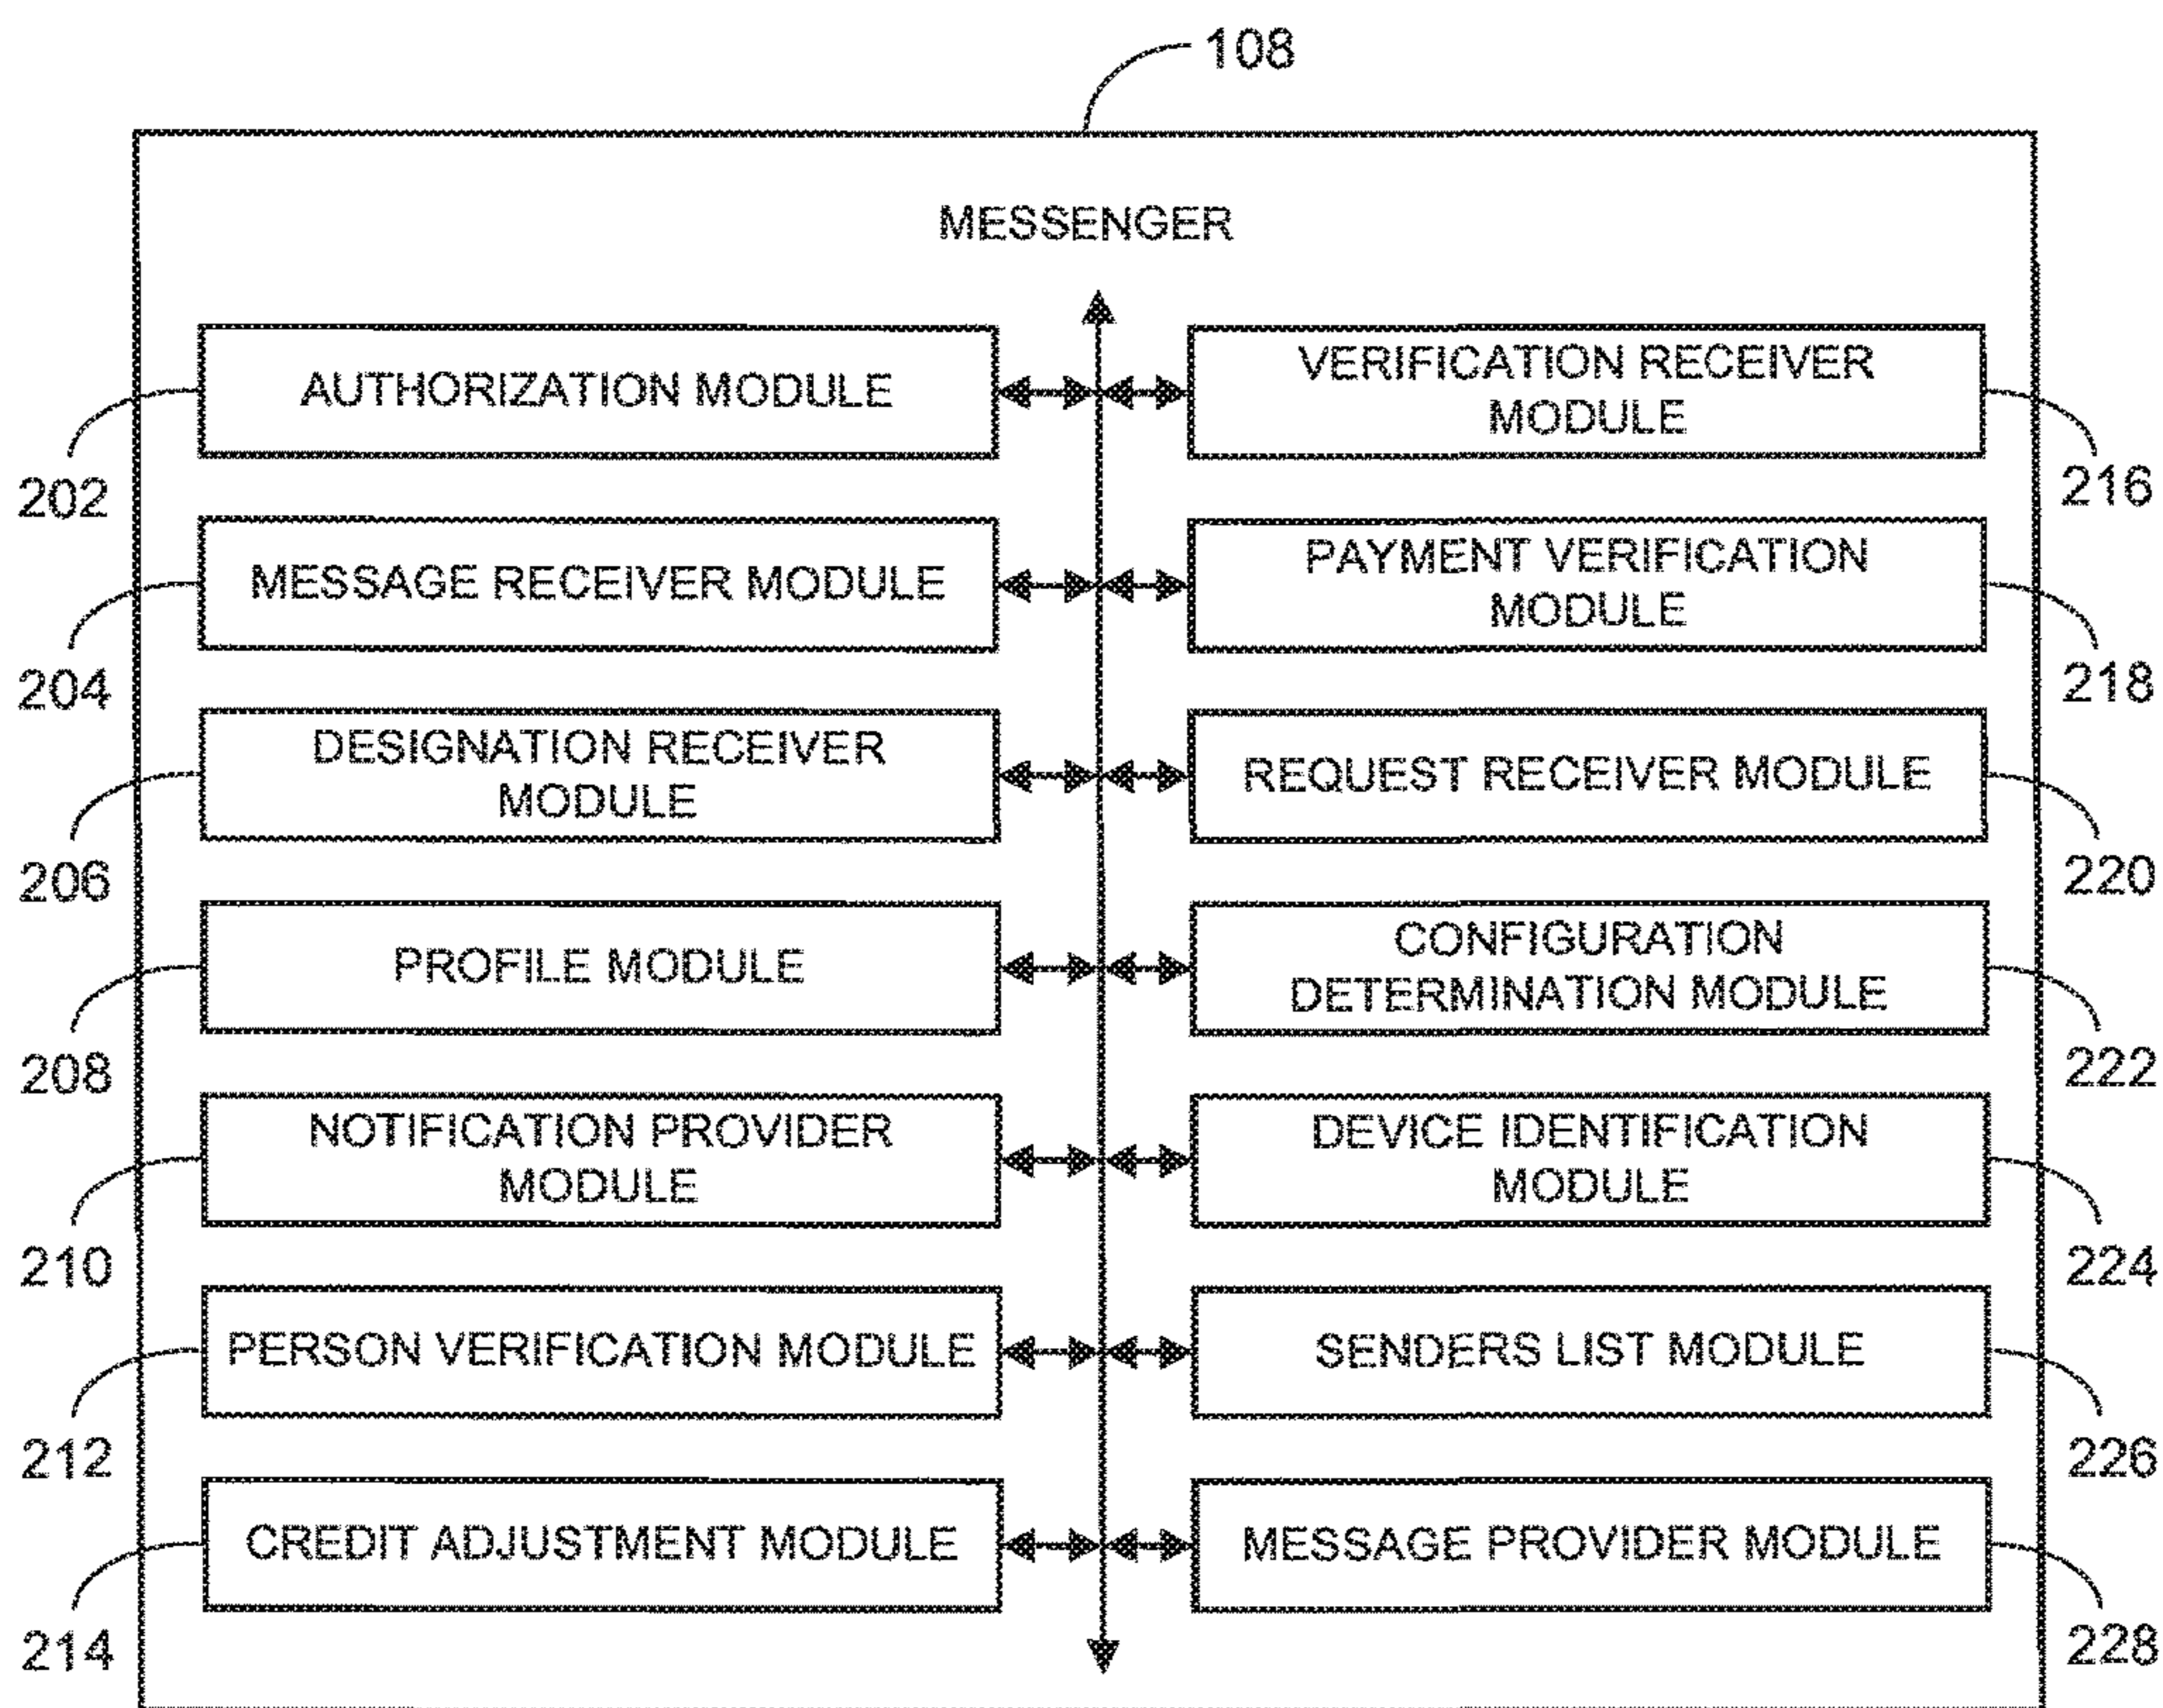 108
MESSENGER
AUTHORIZATION MODULE
202
MESSAGE RECEIVER MODULE
204
DESIGNATION RECEIVER
MODULE
206
PROFILE MODULE
208
NOTIFICATION PROVIDER
MODULE
210
PERSON VERIFICATION MODULE
212
CREDIT ADJUSTMENT MODULE
214
VERIFICATION RECEIVER
MODULE
216
PAYMENT VERIFICATION
MODULE
218
REQUEST RECEIVER MODULE
220
CONFIGURATION
DETERMINATION MODULE
222
DEVICE IDENTIFICATION
MODULE
224
SENDERS LIST MODULE
226
MESSAGE PROVIDER MODULE
228